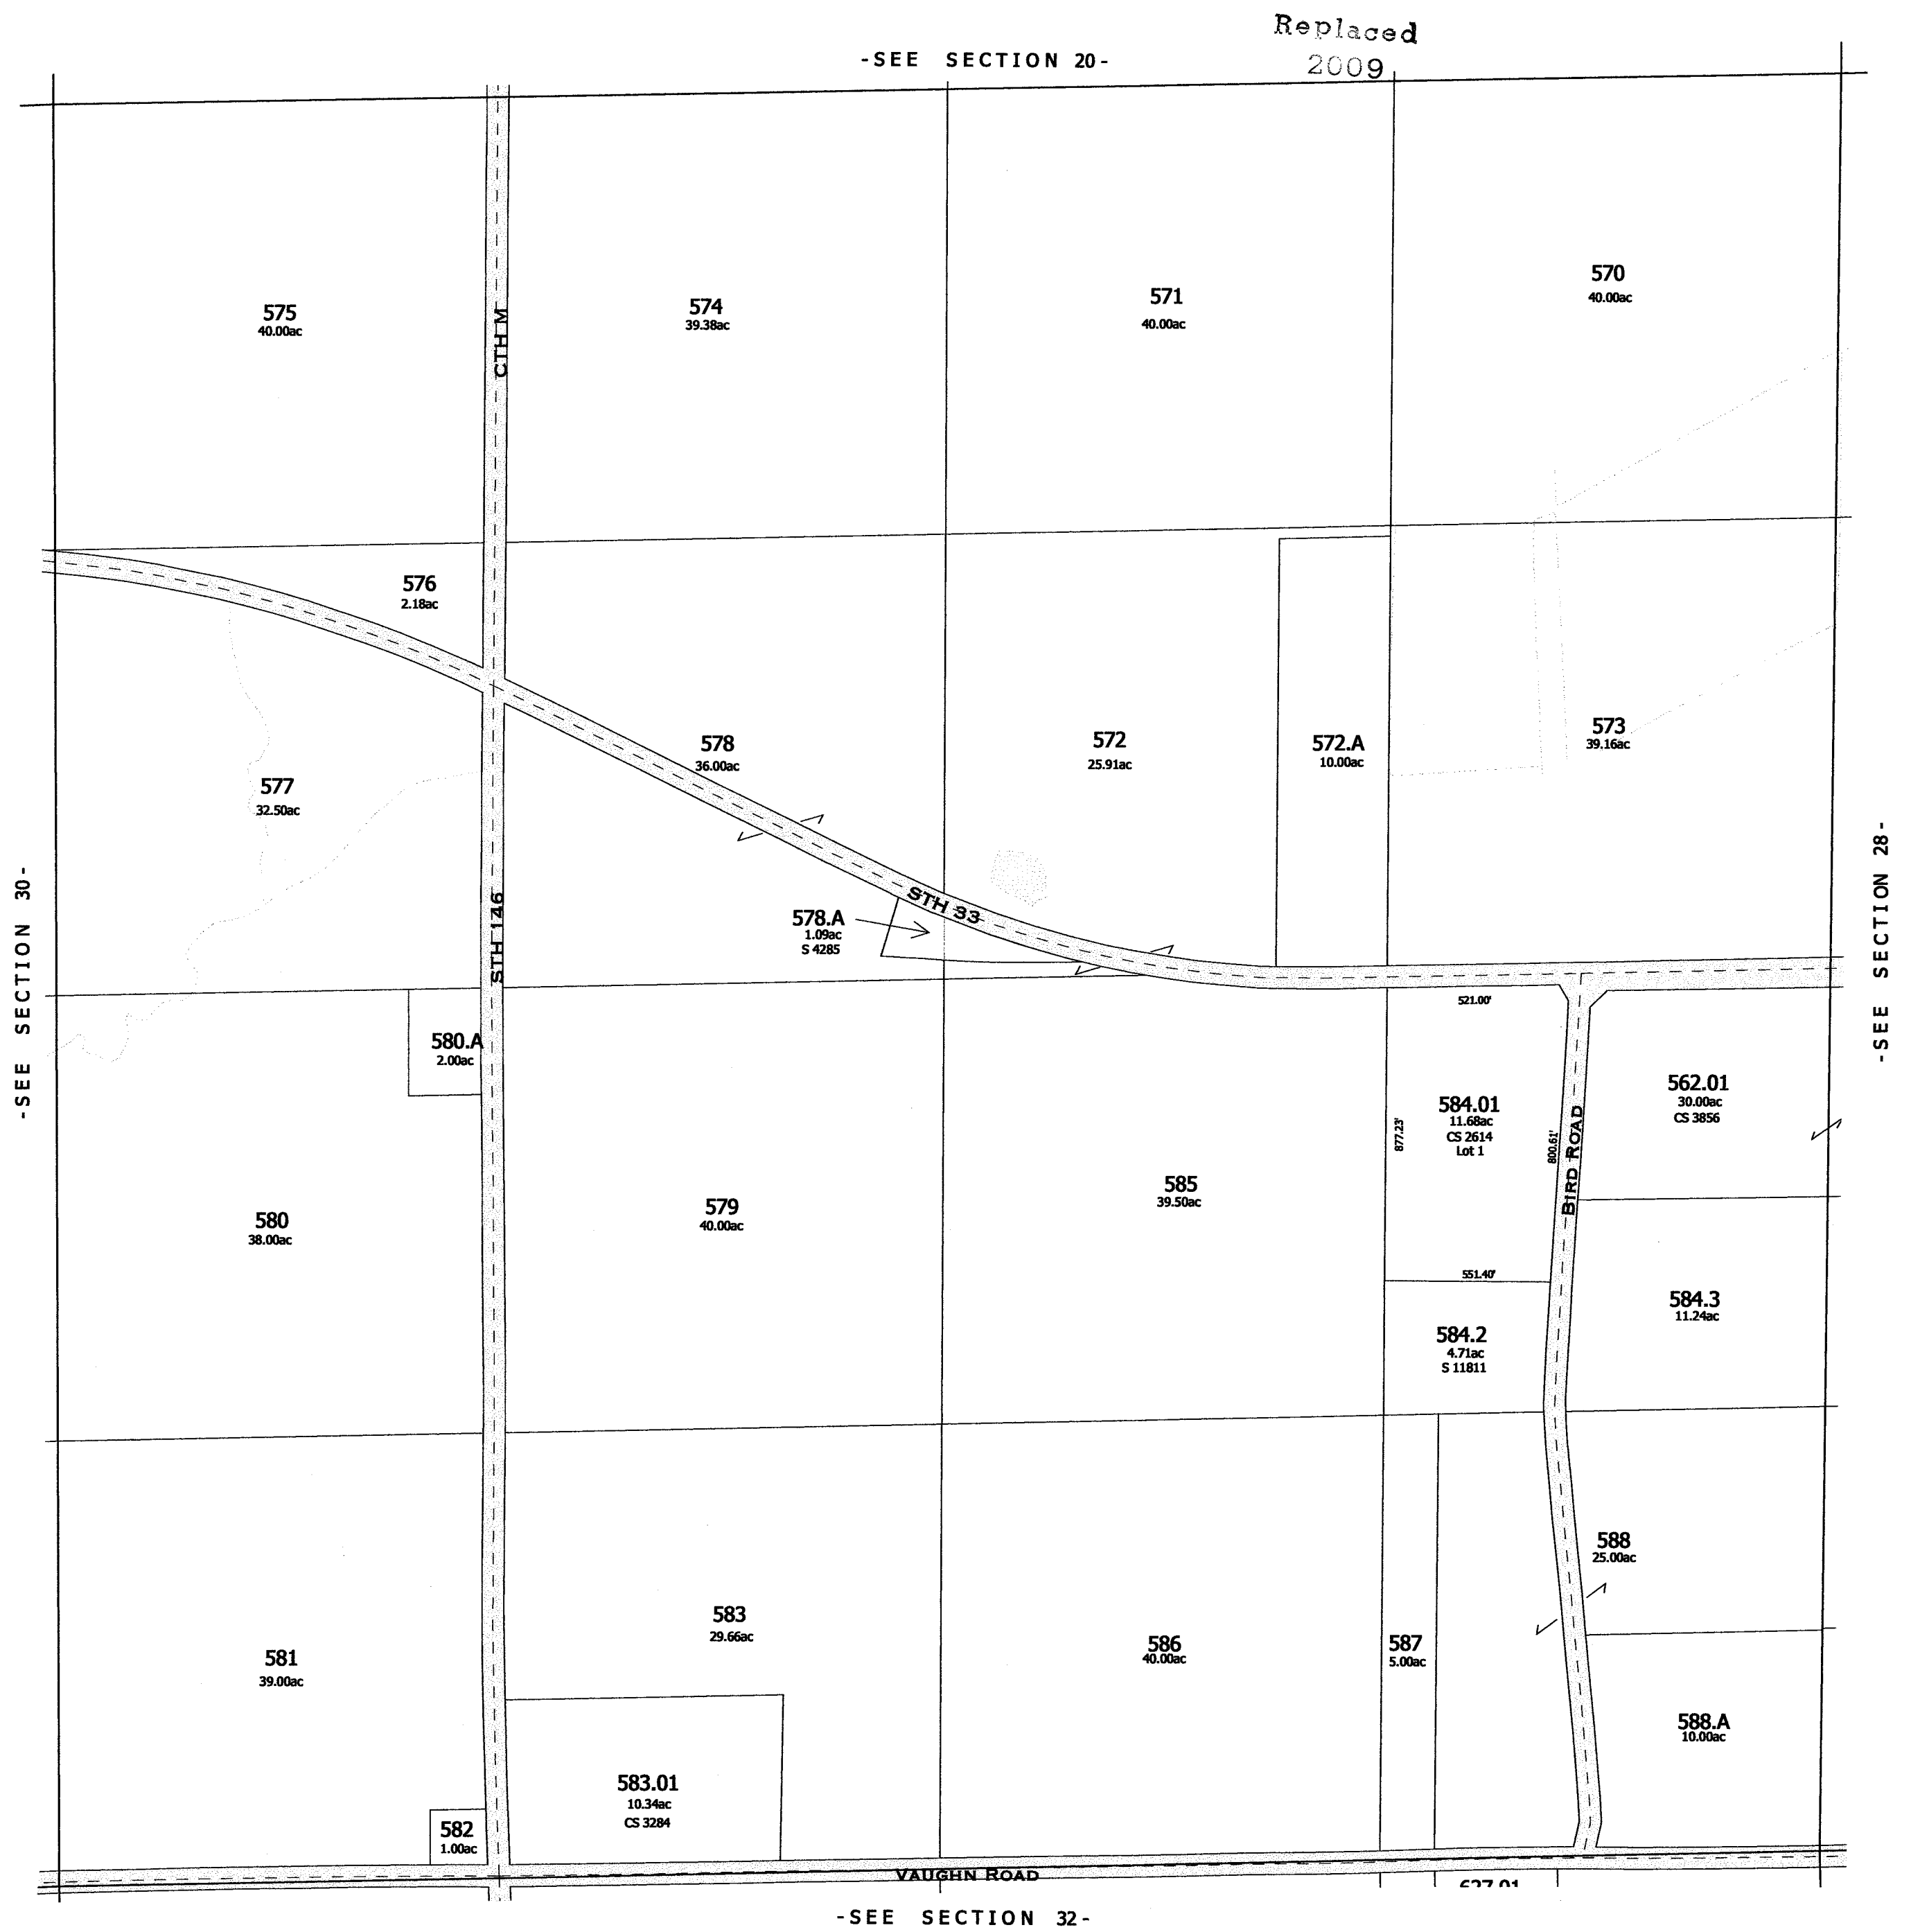 Replaced
2009
-SEE SECTION 20-
575
40.00ac
CTH M
574
39.38ac
571
40.00ac
570
40.00ac
576
2.18ac
577
32.50ac
578
36.00ac
572
25.91ac
572.A
10.00ac
573
39.16ac
-SEE SECTION 30-
-SEE SECTION 28-
STH 146
578.A
1.09ac
S 4285
STH 33
521.00'
580.A
2.00ac
580
38.00ac
579
40.00ac
585
39.50ac
877.23'
584.01
11.68ac
CS 2614
Lot 1
800.61'
BIRD ROAD
562.01
30.00ac
CS 3856
551.40'
584.2
4.71ac
S 11811
584.3
11.24ac
581
39.00ac
583
29.66ac
586
40.00ac
587
5.00ac
588
25.00ac
588.A
10.00ac
583.01
10.34ac
CS 3284
582
1.00ac
VAUGHN ROAD
627.01
-SEE SECTION 32-